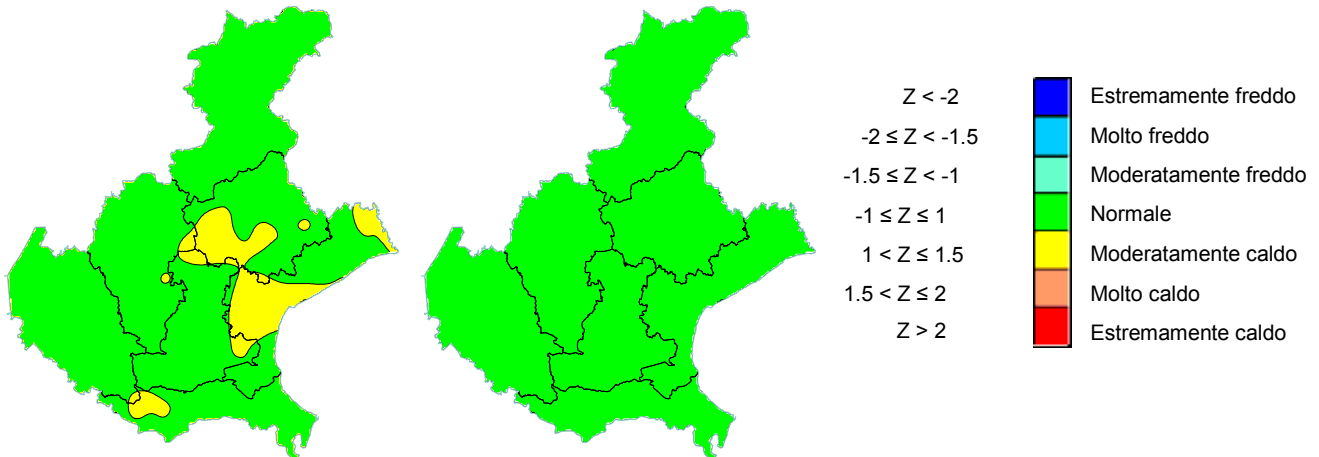 Z < -2 Estremamente freddo
-2 ≤ Z < -1.5 Molto freddo
-1.5 ≤ Z < -1 Moderatamente freddo
-1 ≤ Z ≤ 1 Normale
1 < Z ≤ 1.5 Moderatamente caldo
1.5 < Z ≤ 2 Molto caldo
Z > 2 Estremamente caldo